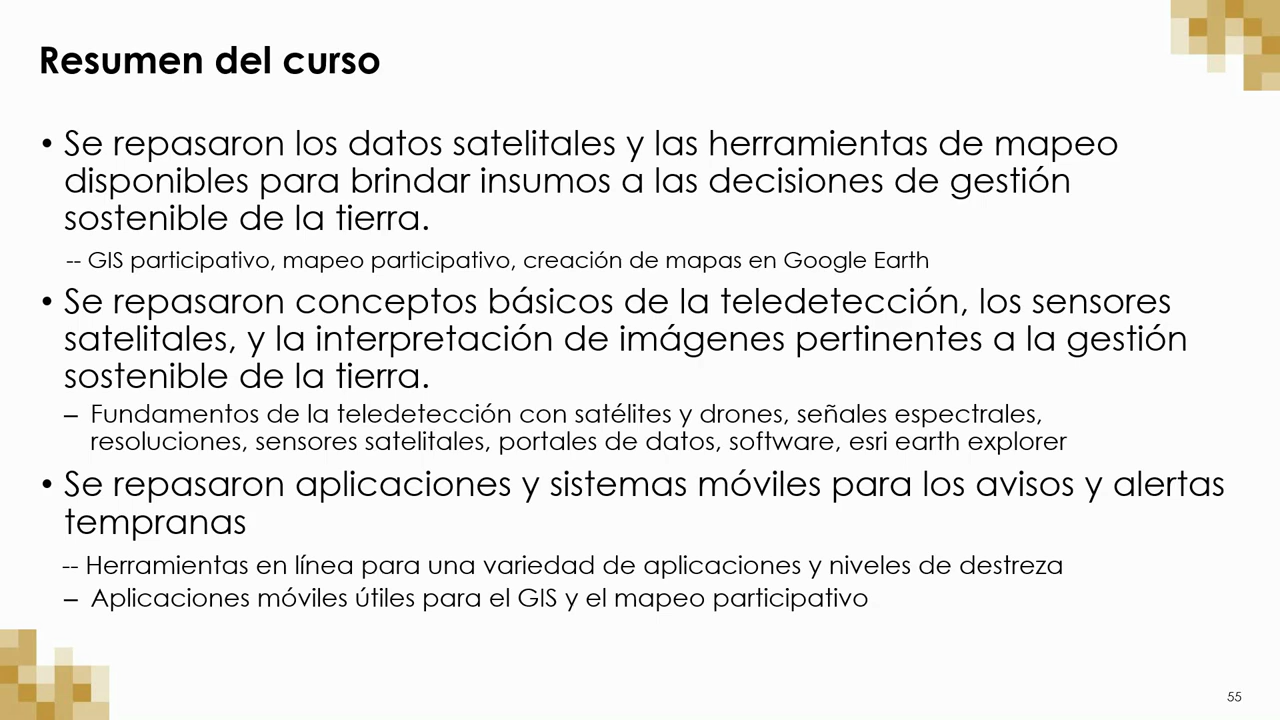 Resumen del curso
• Se repasaron los datos satelitales y las herramientas de mapeo
disponibles para brindar insumos a las decisiones de gestión
sostenible de la tierra.
-- GIS participativo, mapeo participativo, creación de mapas en Google Earth
• Se repasaron conceptos básicos de la teledetección, los sensores
satelitales, y la interpretación de imágenes pertinentes a la gestión
sostenible de la tierra.
– Fundamentos de la teledetección con satélites y drones, señales espectrales,
resoluciones, sensores satelitales, portales de datos, software, esri earth explorer
• Se repasaron aplicaciones y sistemas móviles para los avisos y alertas
tempranas
-- Herramientas en línea para una variedad de aplicaciones y niveles de destreza
– Aplicaciones móviles útiles para el GIS y el mapeo participativo
55